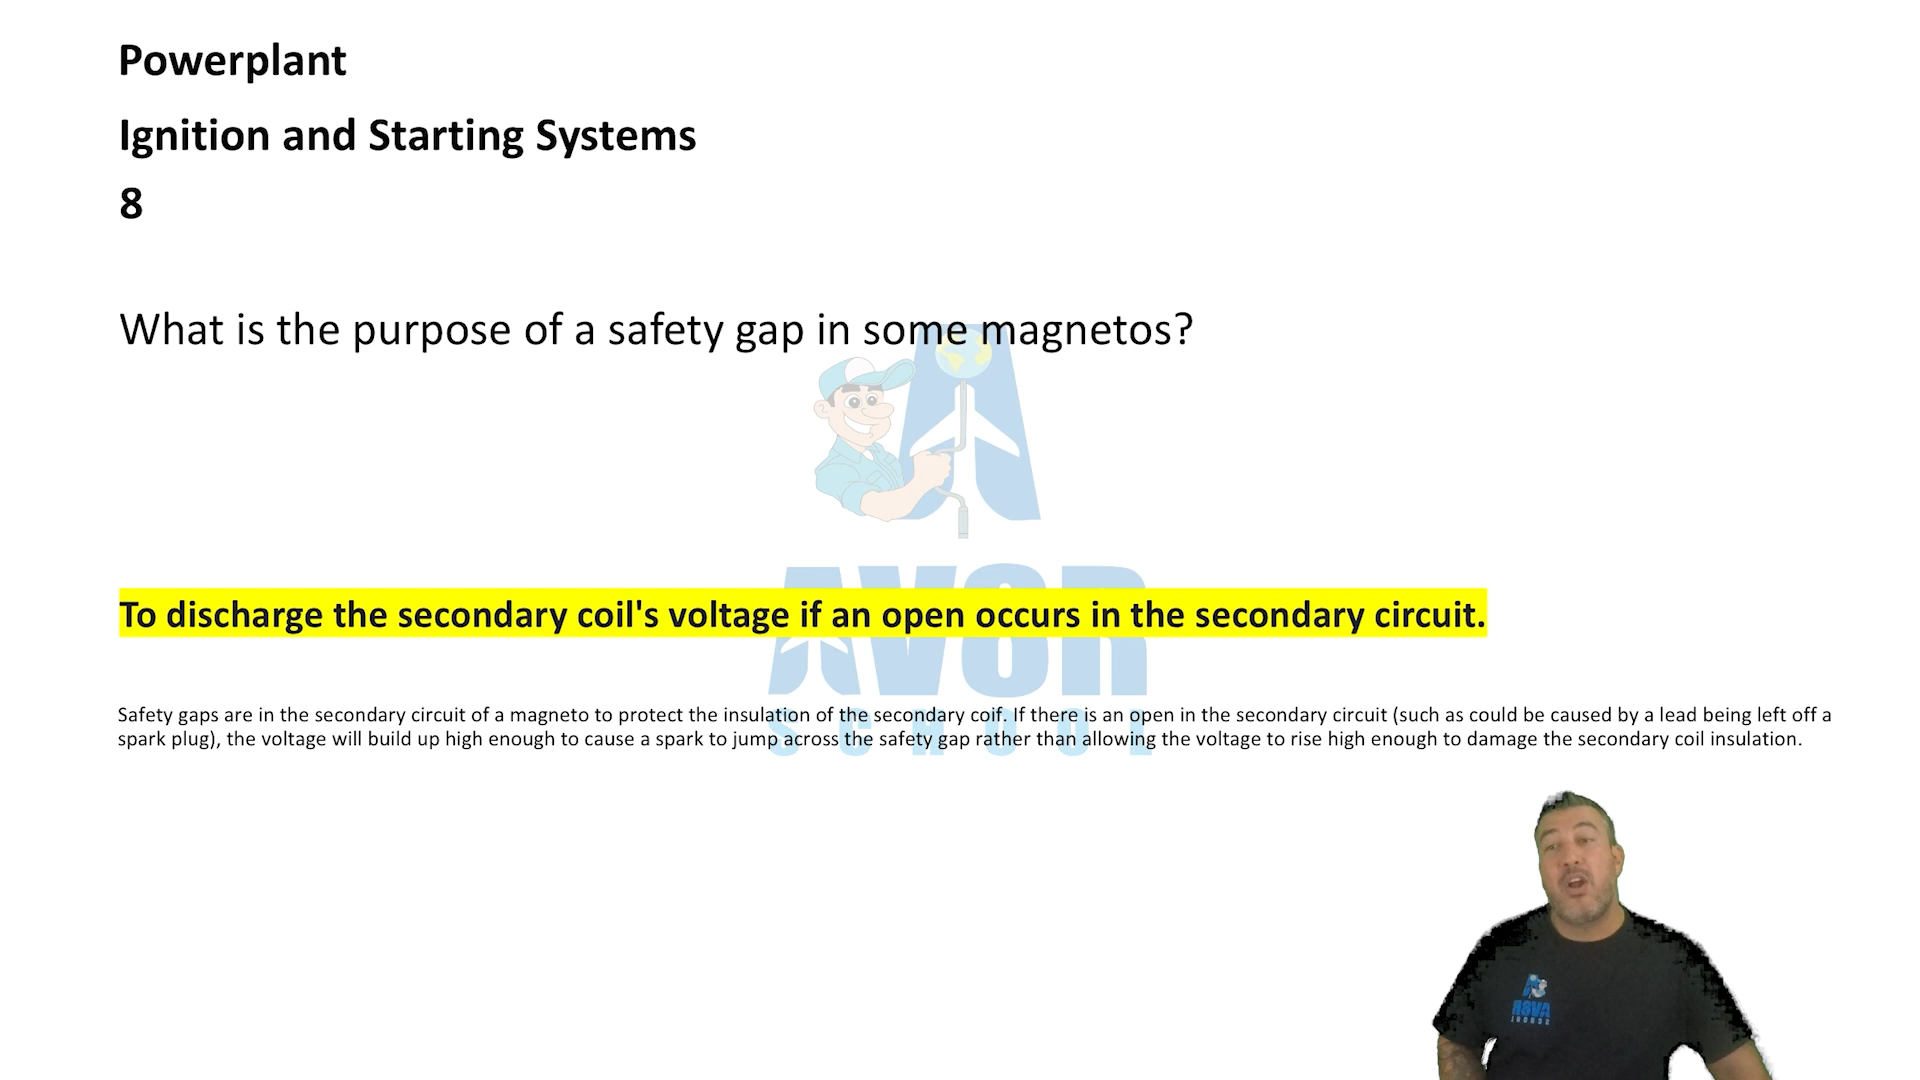 Powerplant
Ignition and Starting Systems
8
What is the purpose of a safety gap in some magnetos?
To discharge the secondary coil's voltage if an open occurs in the secondary circuit.
AV8R
Safety gaps are in the secondary circuit of a magneto to protect the insulation of the secondary coif. If there is an open in the secondary circuit (such as could be caused by a lead being left off a
spark plug), the voltage will build up high enough to cause a spark to jump across the safety gap rather than allowing the voltage to rise high enough to damage the secondary coil insulation.
SCHOOL
AV8R
SCHOOL